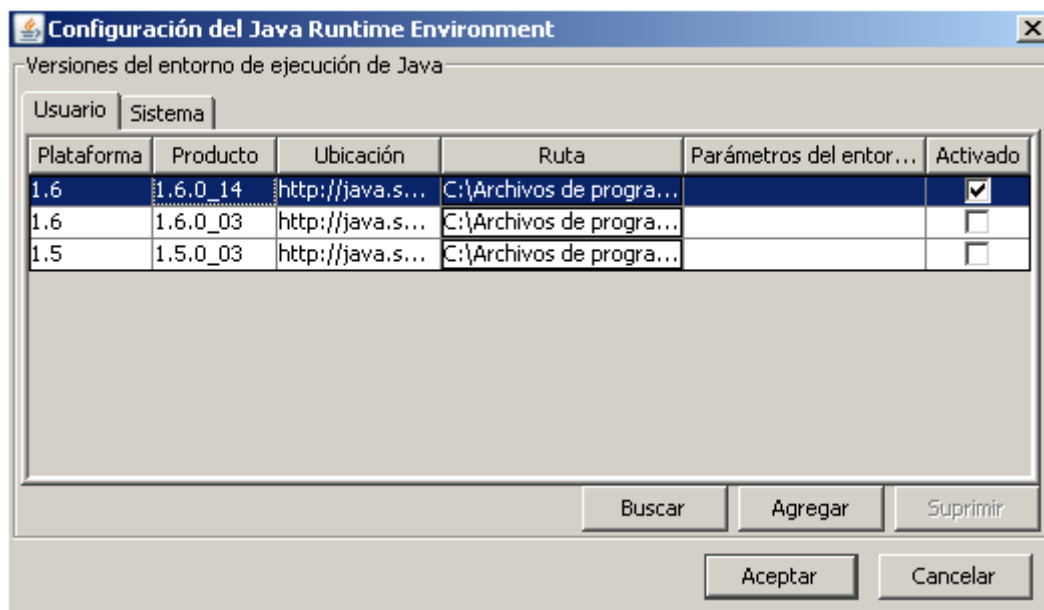 Configuración del Java Runtime Environment
Versiones del entorno de ejecución de Java
Usuario Sistema
Plataforma Producto Ubicación Ruta Parámetros del entor... Activado
1.6 1.6.0_14 http://java.s... C:\Archivos de progra...
1.6 1.6.0_03 http://java.s... C:\Archivos de progra...
1.5 1.5.0_03 http://java.s... C:\Archivos de progra...
Buscar Agregar Suprimir
Aceptar Cancelar